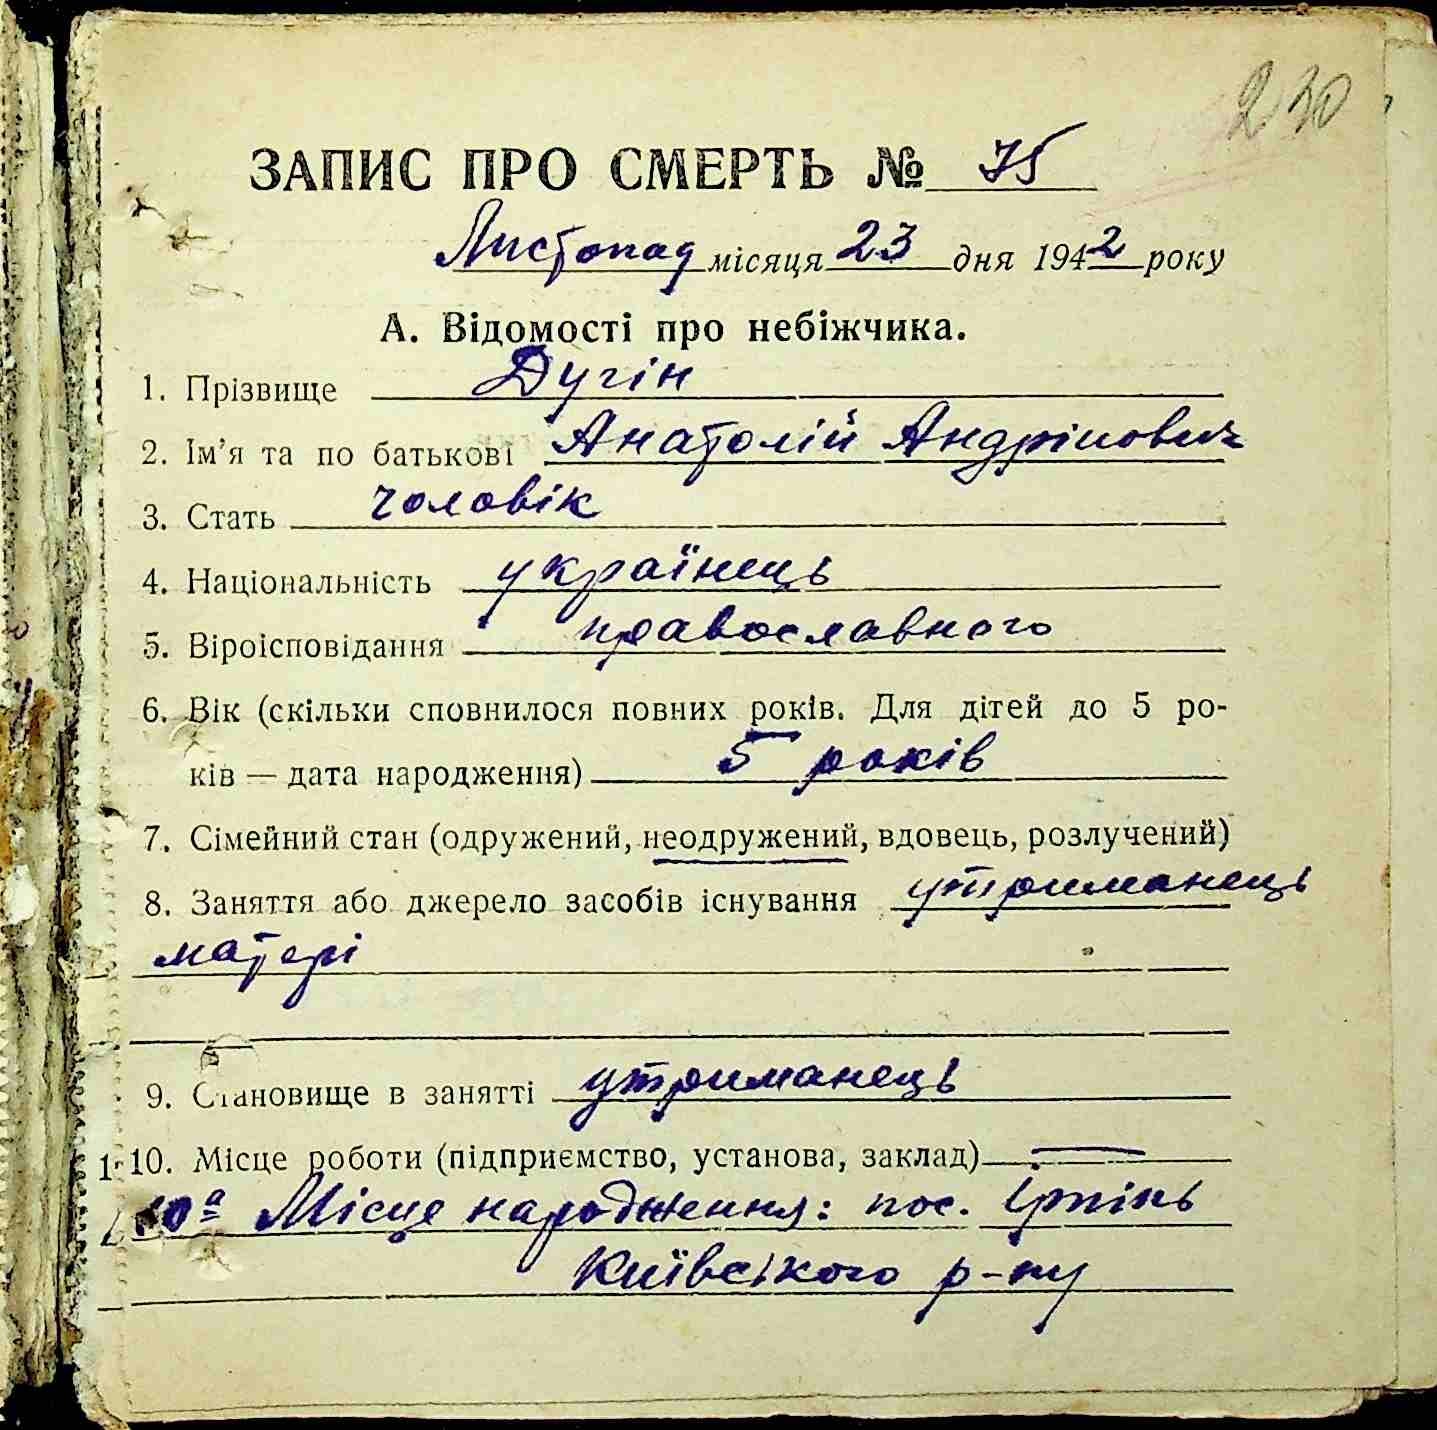 230
ЗАПИС ПРО СМЕРТЬ № 75
Листопад місяця 23 дня 1942 року
А. Відомості про небіжчика.
1. Прізвище Дугін
2. Ім'я та по батькові Анатолій Андріпович
3. Стать чоловік
4. Національність українець
5. Віроісповідання православного
6. Вік (скільки сповнилося повних років. Для дітей до 5 ро-
ків — дата народження) 5 років
7. Сімейний стан (одружений, неодружений, вдовець, розлучений)
8. Заняття або джерело засобів існування утриманець
матері
9. Становище в занятті утриманець
10. Місце роботи (підприємство, установа, заклад) —
10а Місце народження: пос. Ірпінь
Київського р-ну